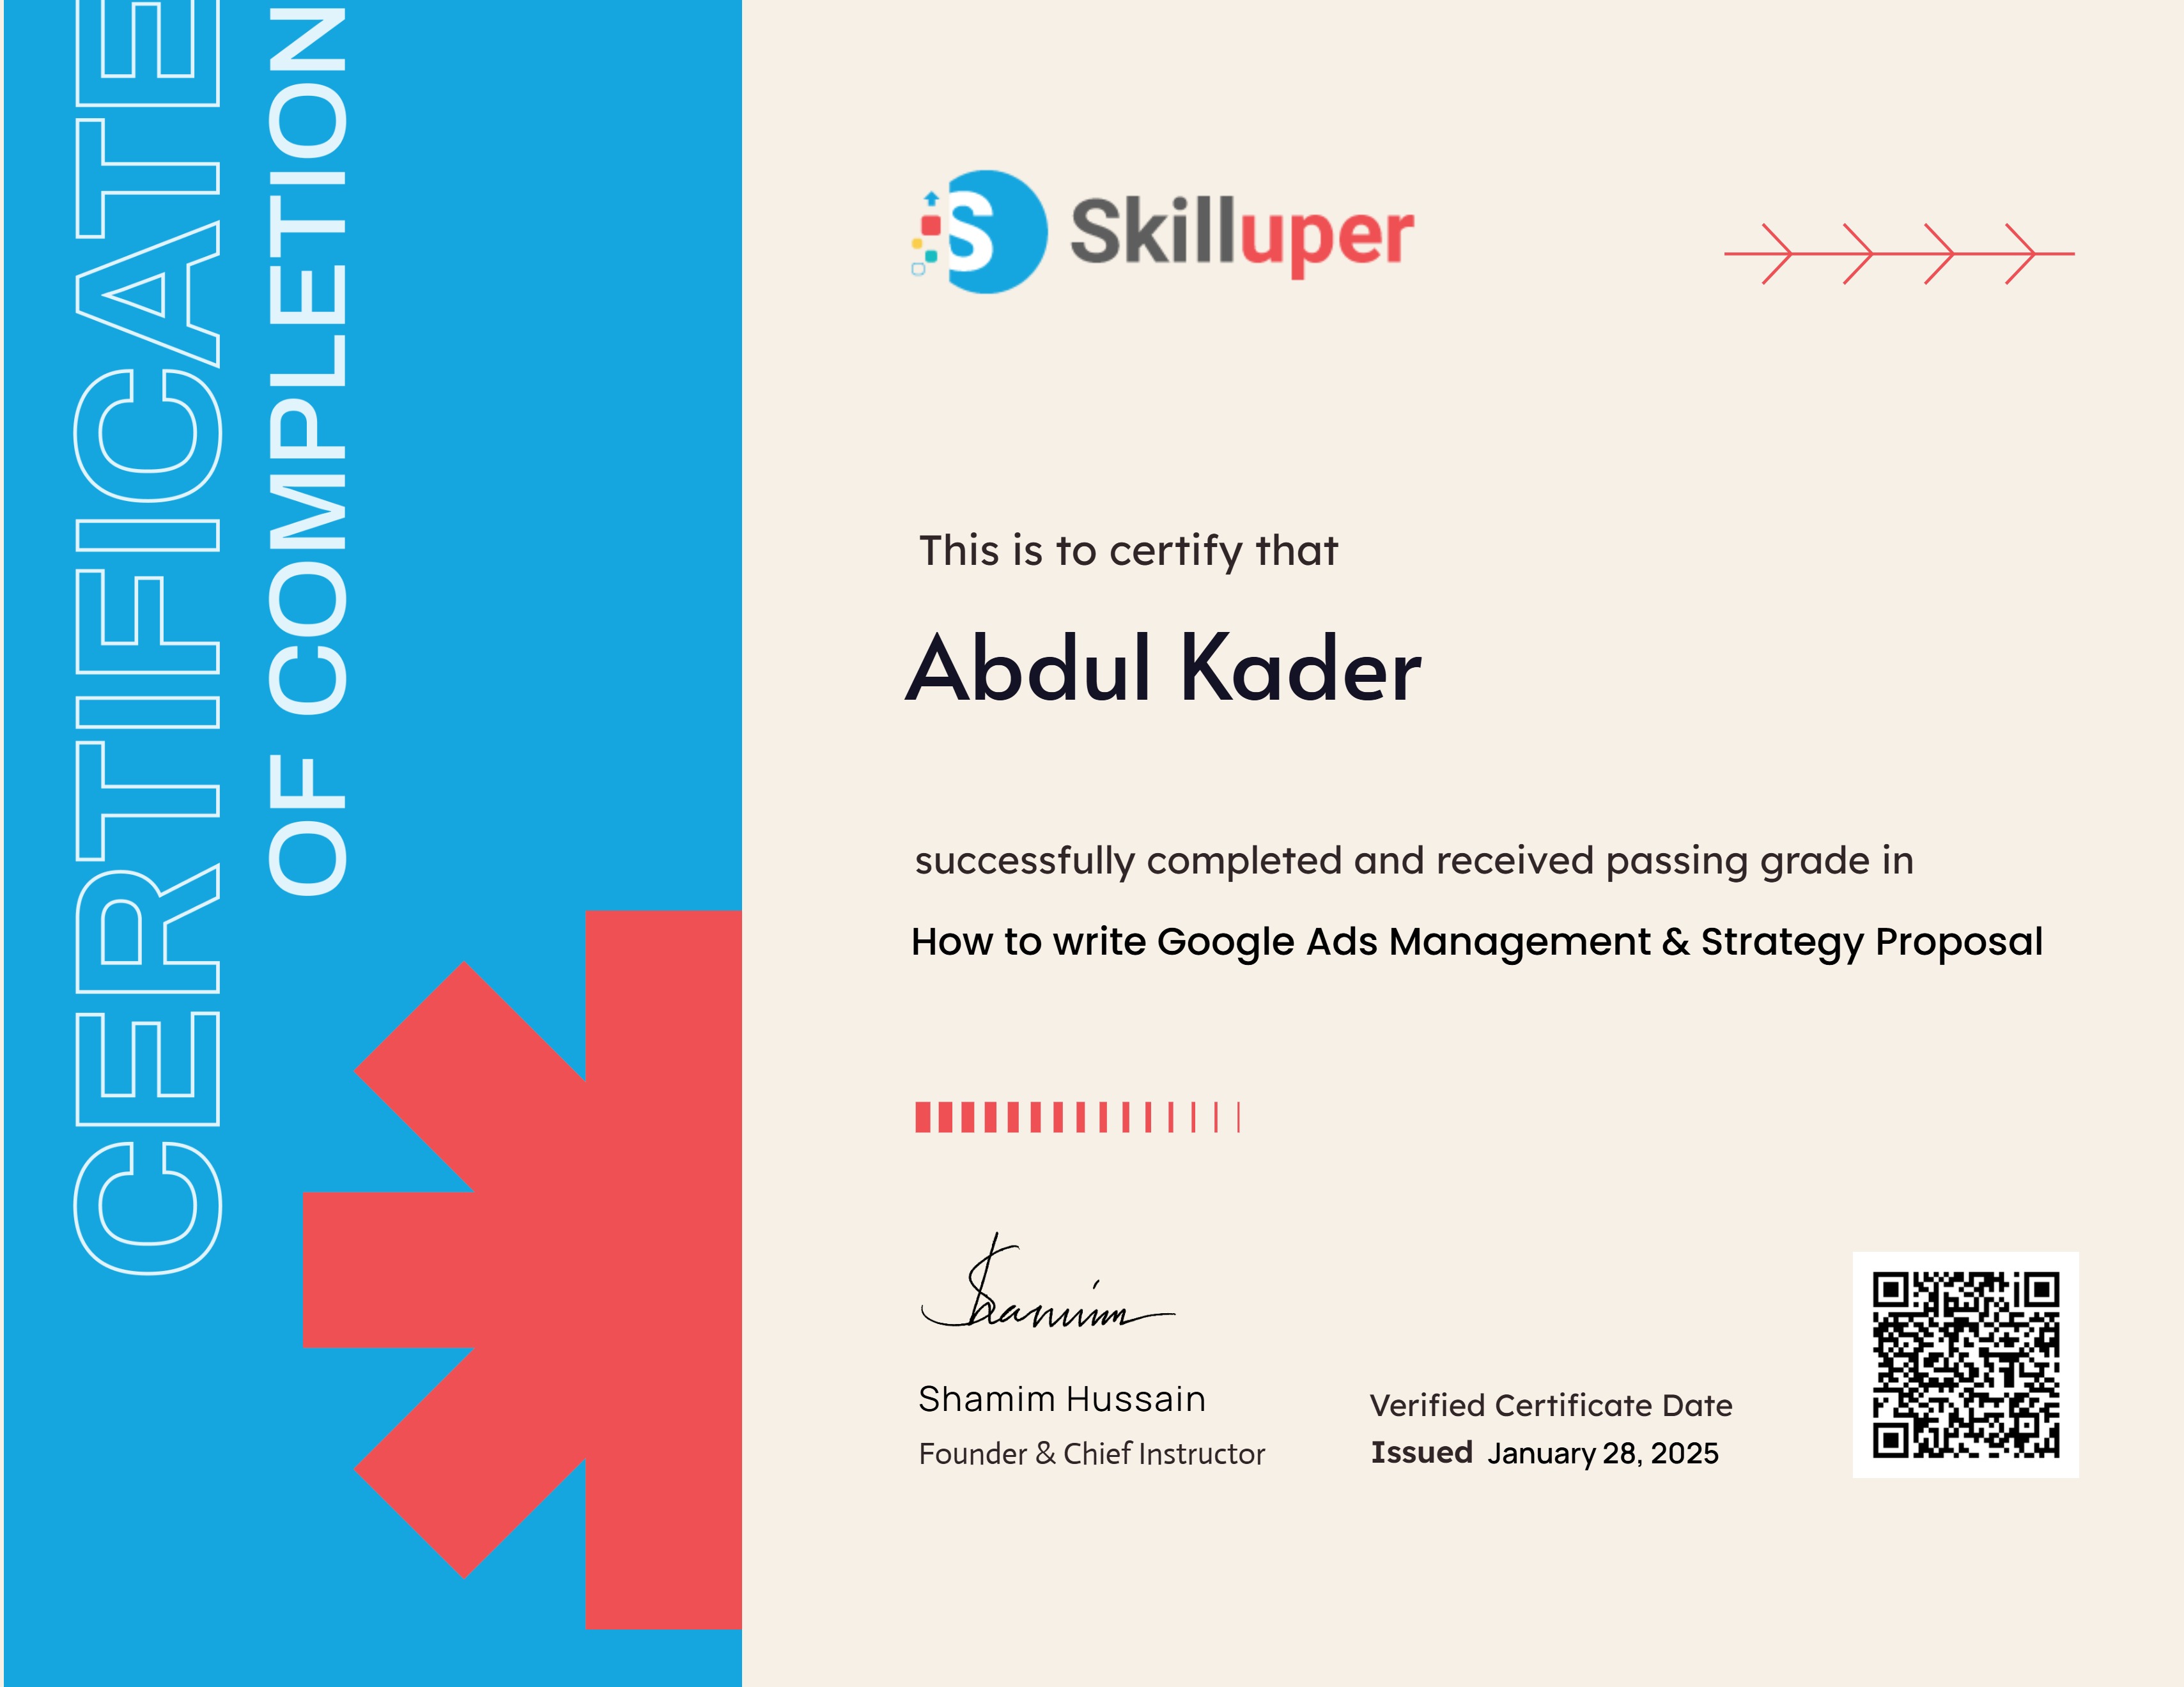 CERTIFICATE
OF COMPLETION
S Skilluper
This is to certify that
Abdul Kader
successfully completed and received passing grade in
How to write Google Ads Management & Strategy Proposal
Shamim
Shamim Hussain
Founder & Chief Instructor
Verified Certificate Date
Issued January 28, 2025